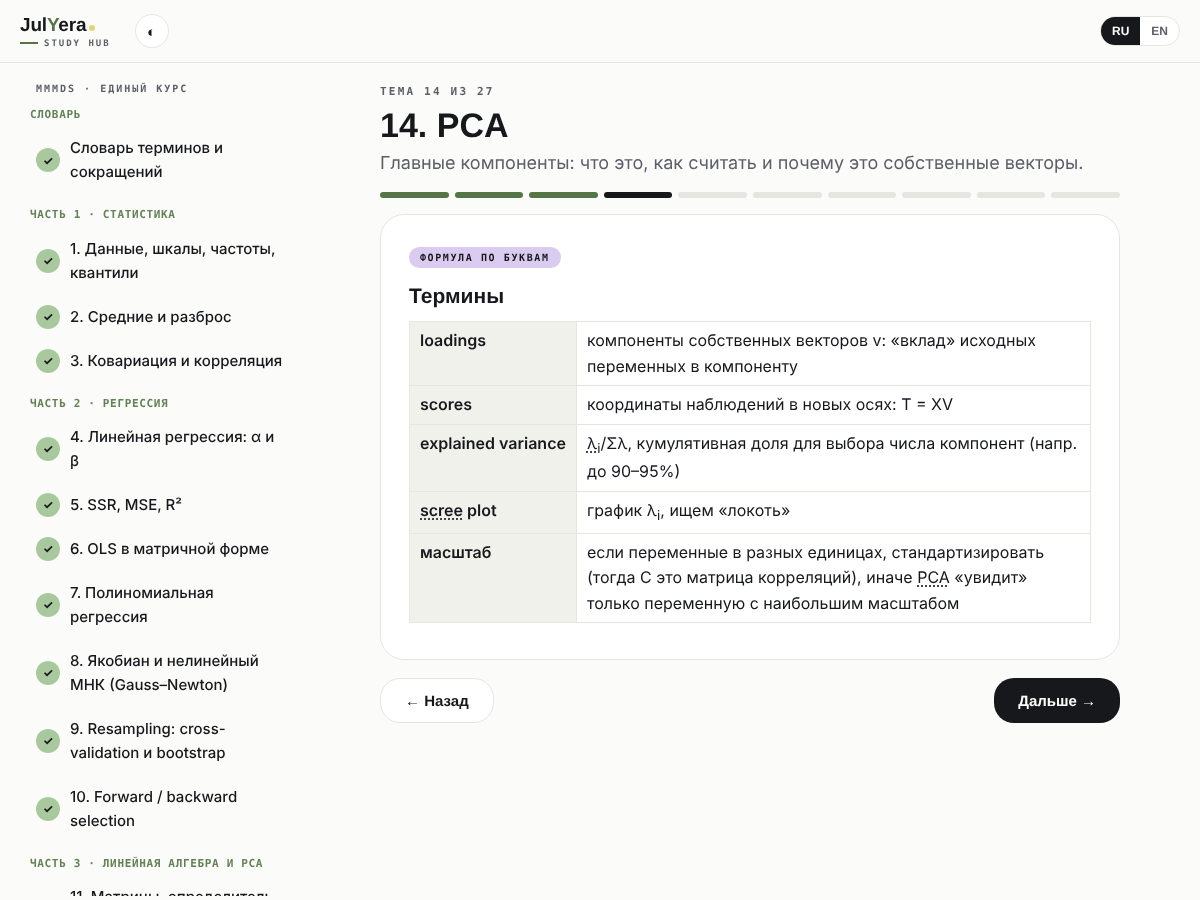 JulYera
STUDY HUB
RU EN
MMMDS · ЕДИНЫЙ КУРС
СЛОВАРЬ
Словарь терминов и
сокращений
ЧАСТЬ 1 · СТАТИСТИКА
1. Данные, шкалы, частоты,
квантили
2. Средние и разброс
3. Ковариация и корреляция
ЧАСТЬ 2 · РЕГРЕССИЯ
4. Линейная регрессия: α и
β
5. SSR, MSE, R²
6. OLS в матричной форме
7. Полиномиальная
регрессия
8. Якобиан и нелинейный
МНК (Gauss–Newton)
9. Resampling: cross-
validation и bootstrap
10. Forward / backward
selection
ЧАСТЬ 3 · ЛИНЕЙНАЯ АЛГЕБРА И PCA
11. Матрицы, определитель,
ТЕМА 14 ИЗ 27
14. PCA
Главные компоненты: что это, как считать и почему это собственные векторы.
ФОРМУЛА ПО БУКВАМ
Термины
loadings
компоненты собственных векторов v: «вклад» исходных
переменных в компоненту
scores
координаты наблюдений в новых осях: T = XV
explained variance
λᵢ/Σλ, кумулятивная доля для выбора числа компонент (напр.
до 90–95%)
scree plot
график λᵢ, ищем «локоть»
масштаб
если переменные в разных единицах, стандартизировать
(тогда C это матрица корреляций), иначе PCA «увидит»
только переменную с наибольшим масштабом
← Назад
Дальше →